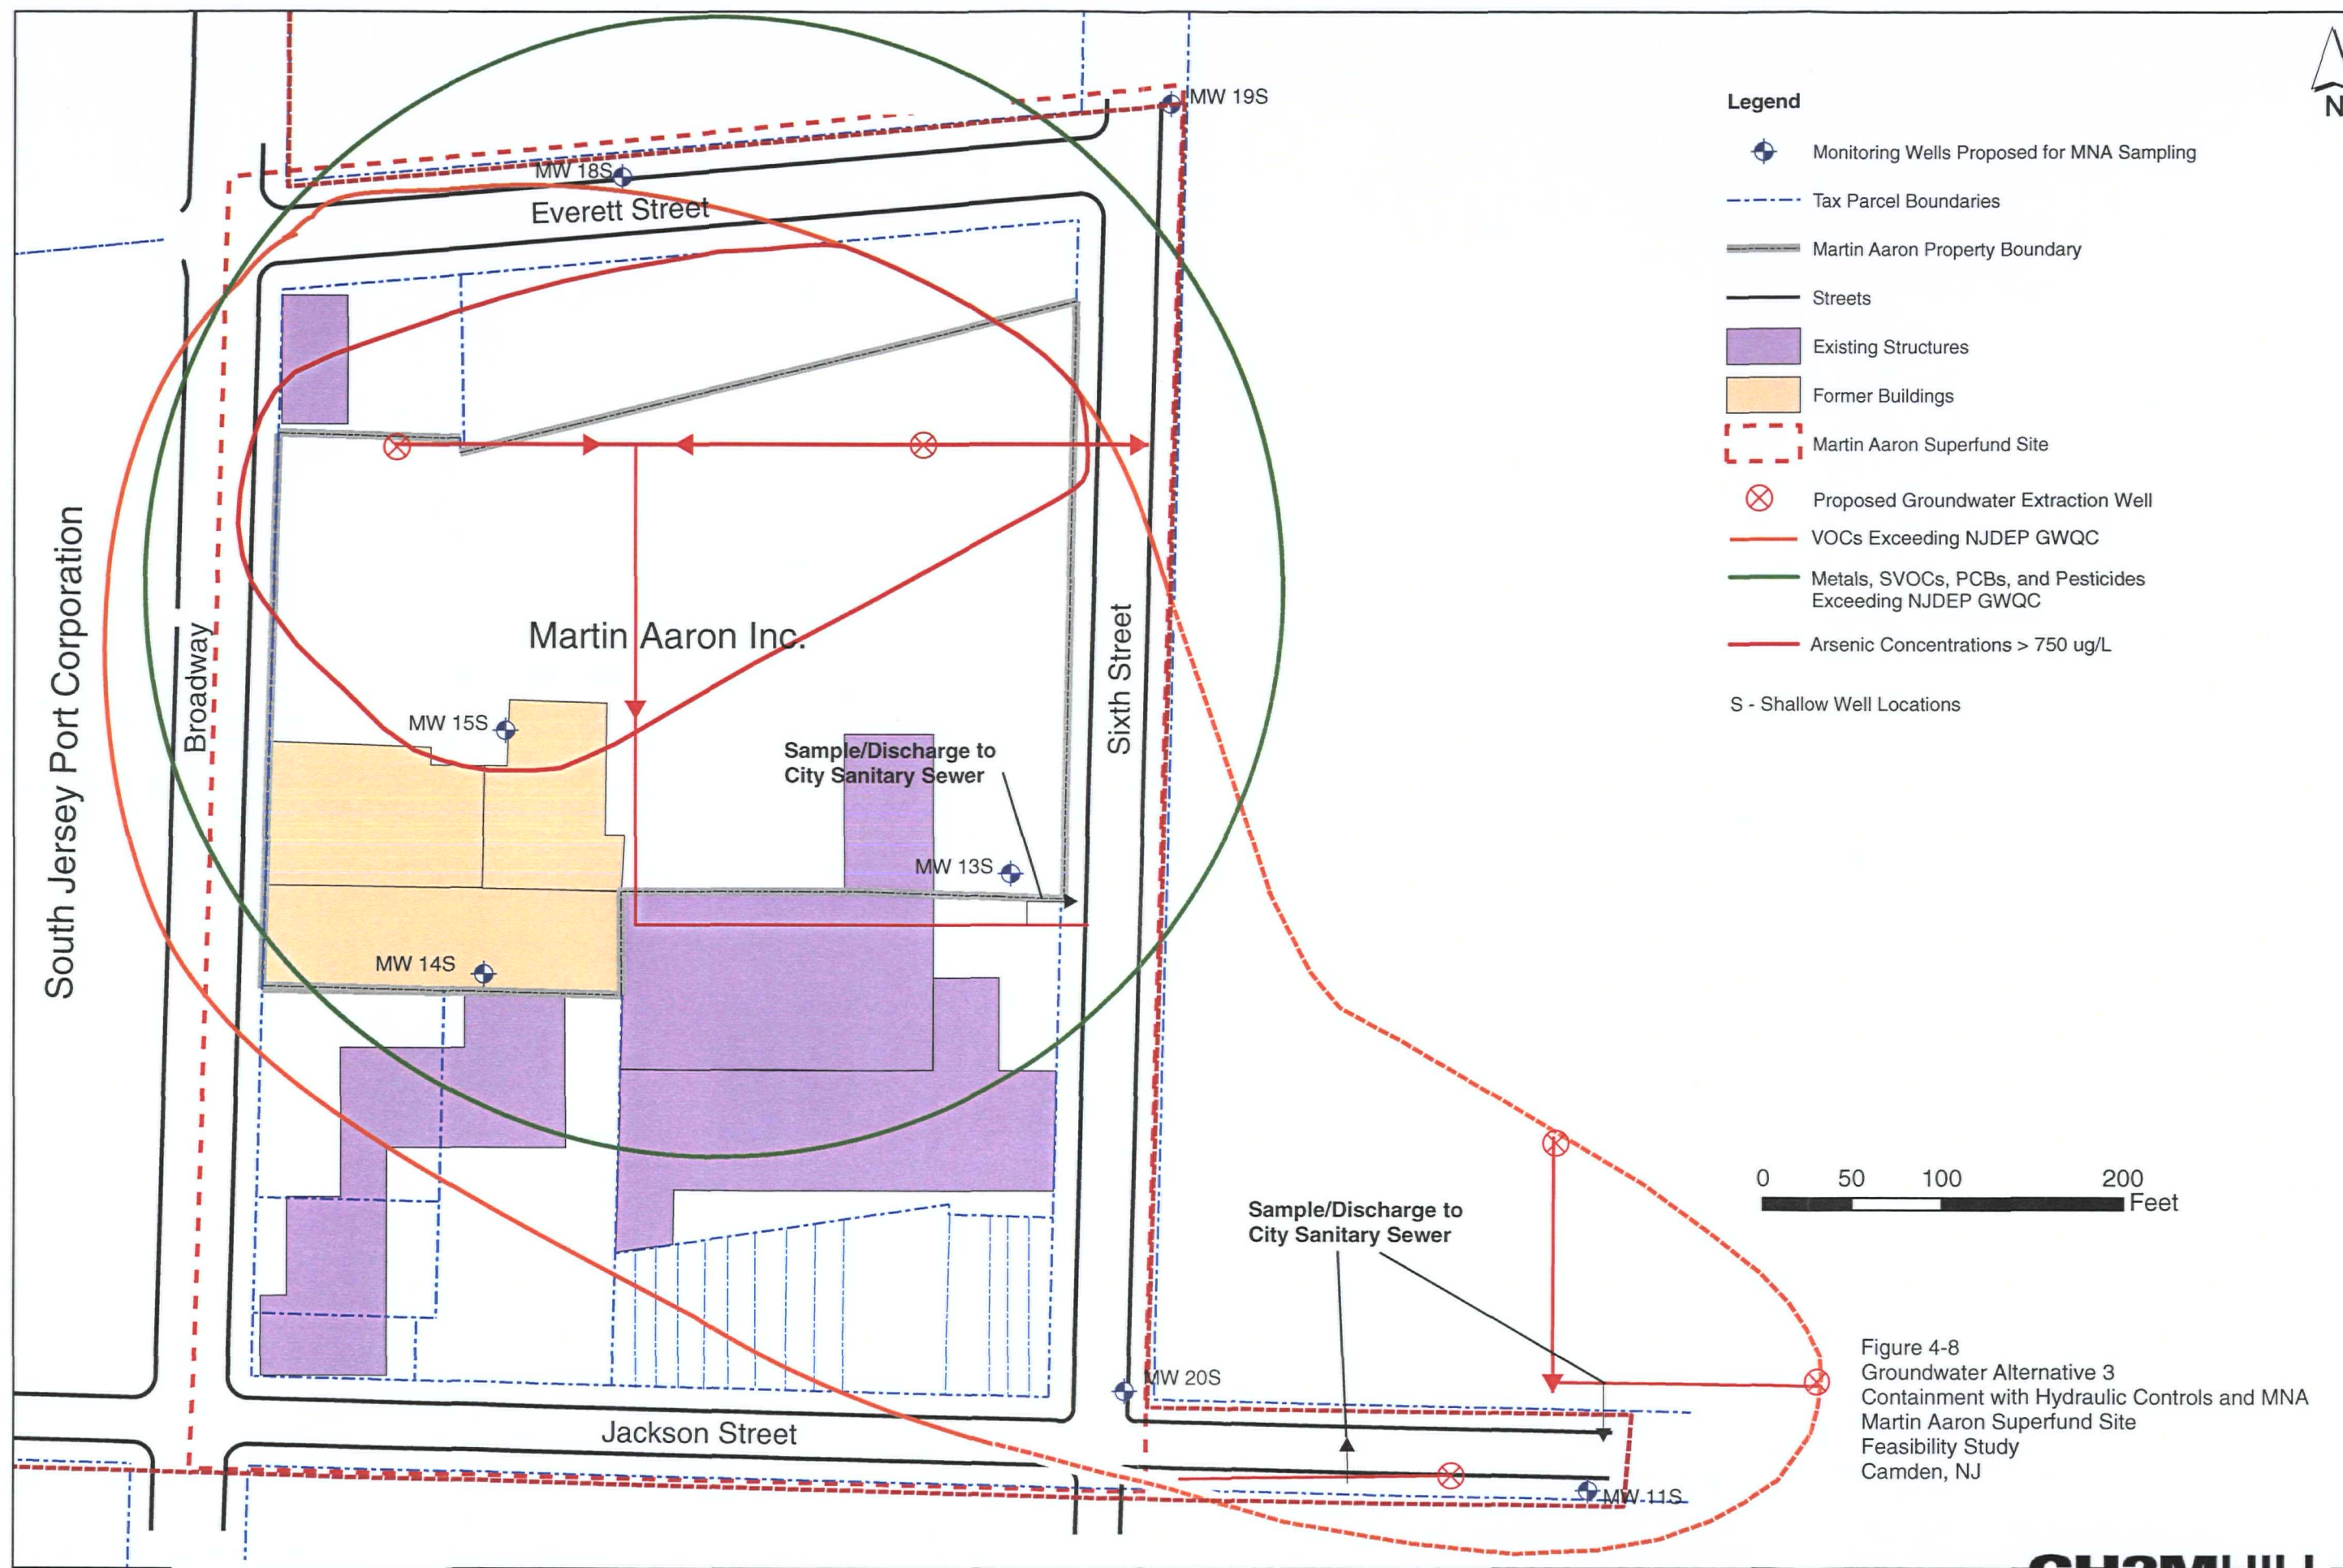 MW 19S
MW 18S
Everett Street
South Jersey Port Corporation
Broadway
Martin Aaron Inc.
Sixth Street
MW 15S
Sample/Discharge to
City Sanitary Sewer
MW 13S
MW 14S
Sample/Discharge to
City Sanitary Sewer
MW 20S
Jackson Street
MW 11S
N
Legend
Monitoring Wells Proposed for MNA Sampling
Tax Parcel Boundaries
Martin Aaron Property Boundary
Streets
Existing Structures
Former Buildings
Martin Aaron Superfund Site
Proposed Groundwater Extraction Well
VOCs Exceeding NJDEP GWQC
Metals, SVOCs, PCBs, and Pesticides
Exceeding NJDEP GWQC
Arsenic Concentrations > 750 ug/L
S - Shallow Well Locations
0 50 100 200
Feet
Figure 4-8
Groundwater Alternative 3
Containment with Hydraulic Controls and MNA
Martin Aaron Superfund Site
Feasibility Study
Camden, NJ